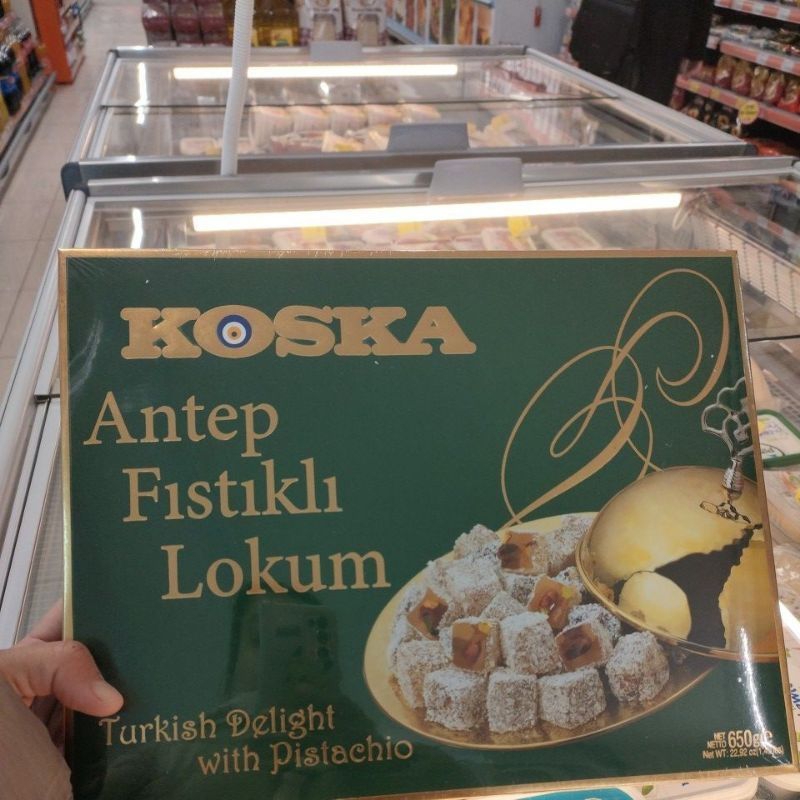 KOSKA
Antep
Fıstıklı
Lokum
Turkish Delight
with Pistachio
NET
NETTO 650g
Net WT: 22.92 oz